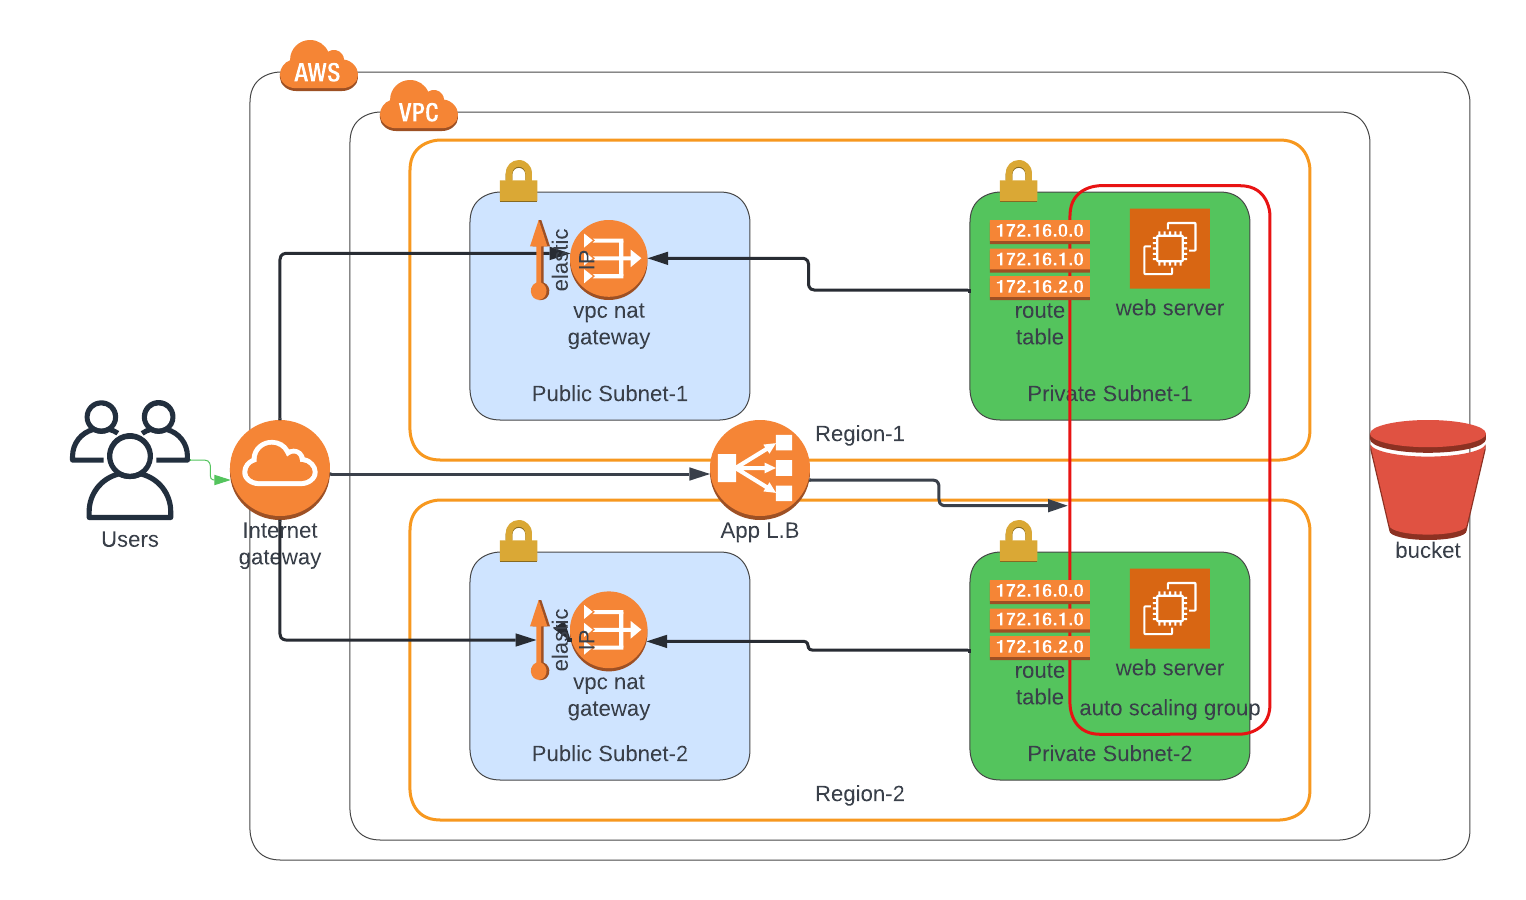 AWS
VPC
elastic
IP
vpc nat
gateway
Public Subnet-1
172.16.0.0
172.16.1.0
172.16.2.0
route
table
web server
Private Subnet-1
Region-1
Users
Internet
gateway
App L.B
bucket
elastic
IP
vpc nat
gateway
Public Subnet-2
172.16.0.0
172.16.1.0
172.16.2.0
route
table
web server
auto scaling group
Private Subnet-2
Region-2